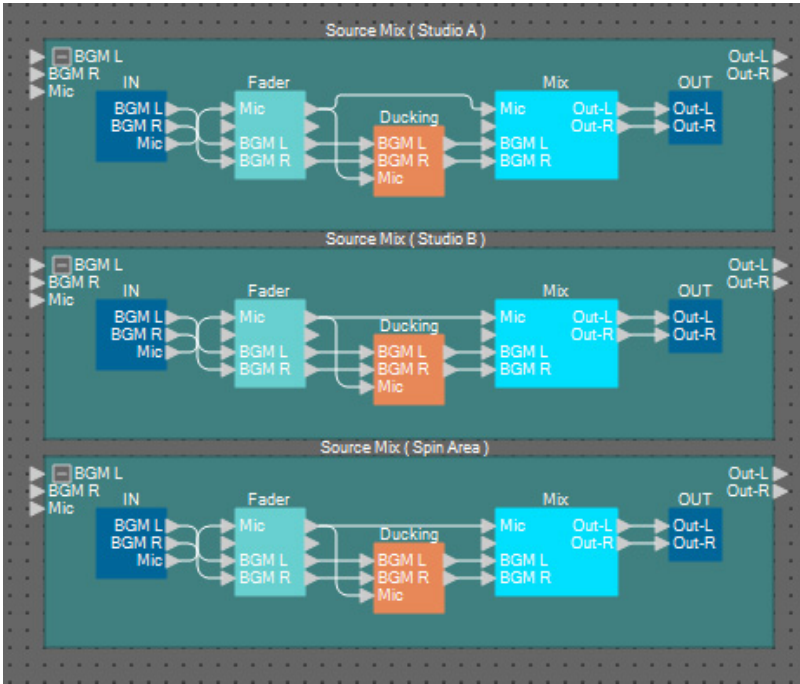 Source Mix ( Studio A )
BGM L
BGM R
Mic
Out-L
Out-R
IN
BGM L
BGM R
Mic
Fader
Mic
BGM L
BGM R
Ducking
BGM L
BGM R
Mic
Mix
Mic Out-L
Out-R
BGM L
BGM R
OUT
Out-L
Out-R
Source Mix ( Studio B )
BGM L
BGM R
Mic
Out-L
Out-R
IN
BGM L
BGM R
Mic
Fader
Mic
BGM L
BGM R
Ducking
BGM L
BGM R
Mic
Mix
Mic Out-L
Out-R
BGM L
BGM R
OUT
Out-L
Out-R
Source Mix ( Spin Area )
BGM L
BGM R
Mic
Out-L
Out-R
IN
BGM L
BGM R
Mic
Fader
Mic
BGM L
BGM R
Ducking
BGM L
BGM R
Mic
Mix
Mic Out-L
Out-R
BGM L
BGM R
OUT
Out-L
Out-R